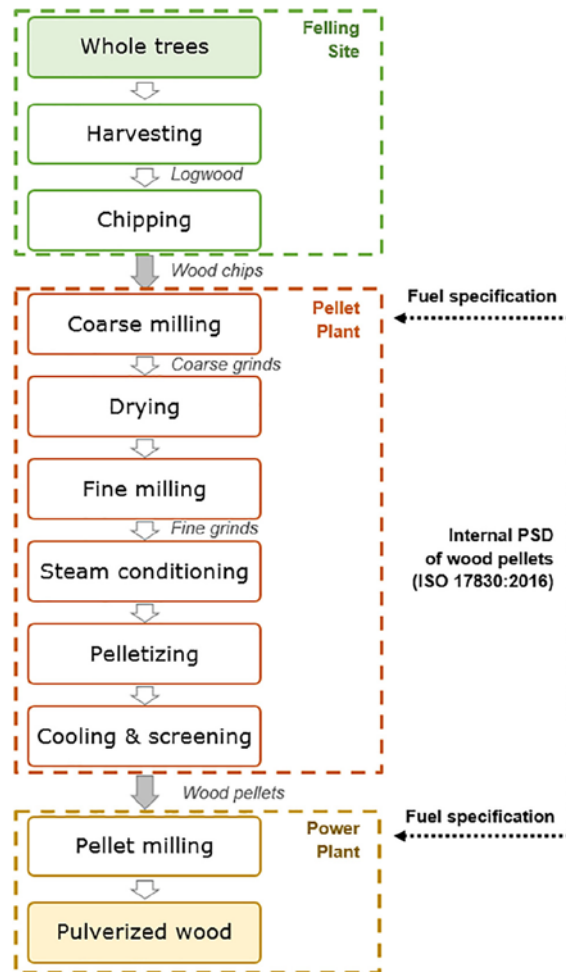 Whole trees
Felling
Site
Harvesting
Logwood
Chipping
Wood chips
Fuel specification
Pellet
Plant
Coarse milling
Coarse grinds
Drying
Fine milling
Fine grinds
Internal PSD
of wood pellets
(ISO 17830:2016)
Steam conditioning
Pelletizing
Cooling & screening
Wood pellets
Fuel specification
Power
Plant
Pellet milling
Pulverized wood